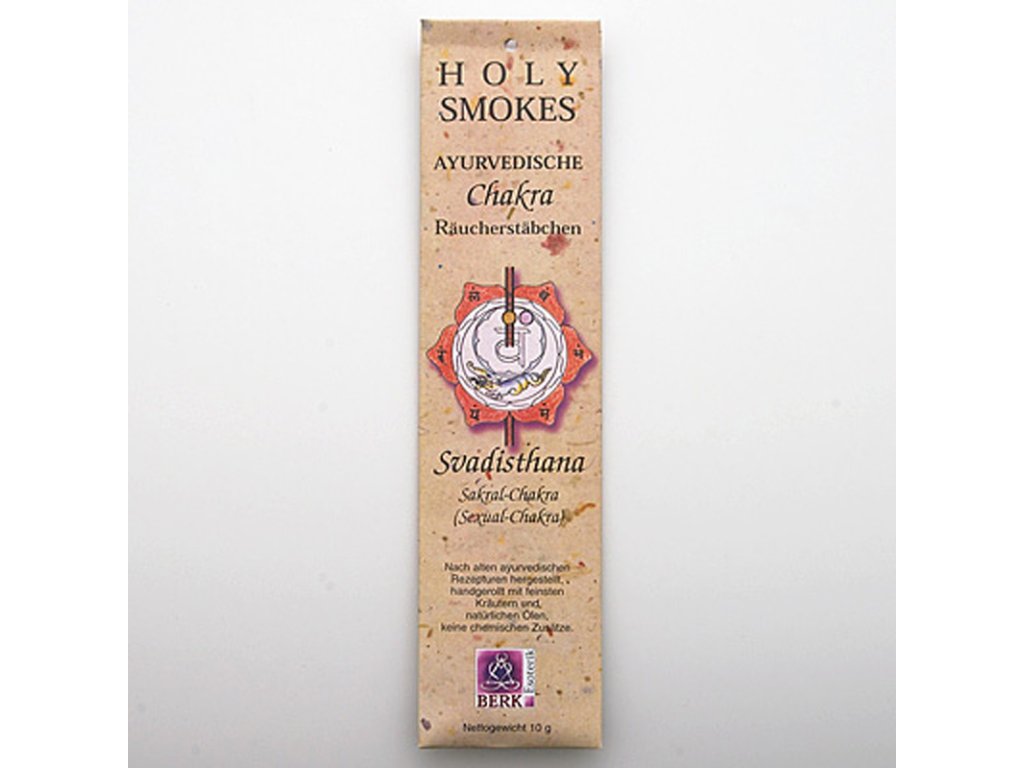 HOLY
SMOKES
AYURVEDISCHE
Chakra
Räucherstäbchen
लं वं
रं वं भं
यं मं
Svadisthana
Sakral-Chakra
(Sexual-Chakra)
Nach alten ayurvedischen
Rezepturen hergestellt,
handgerollt mit feinsten
Kräutern und,
natürlichen Ölen,
keine chemischen Zusätze.
BERK
Esoterik
Nettogewicht 10 g